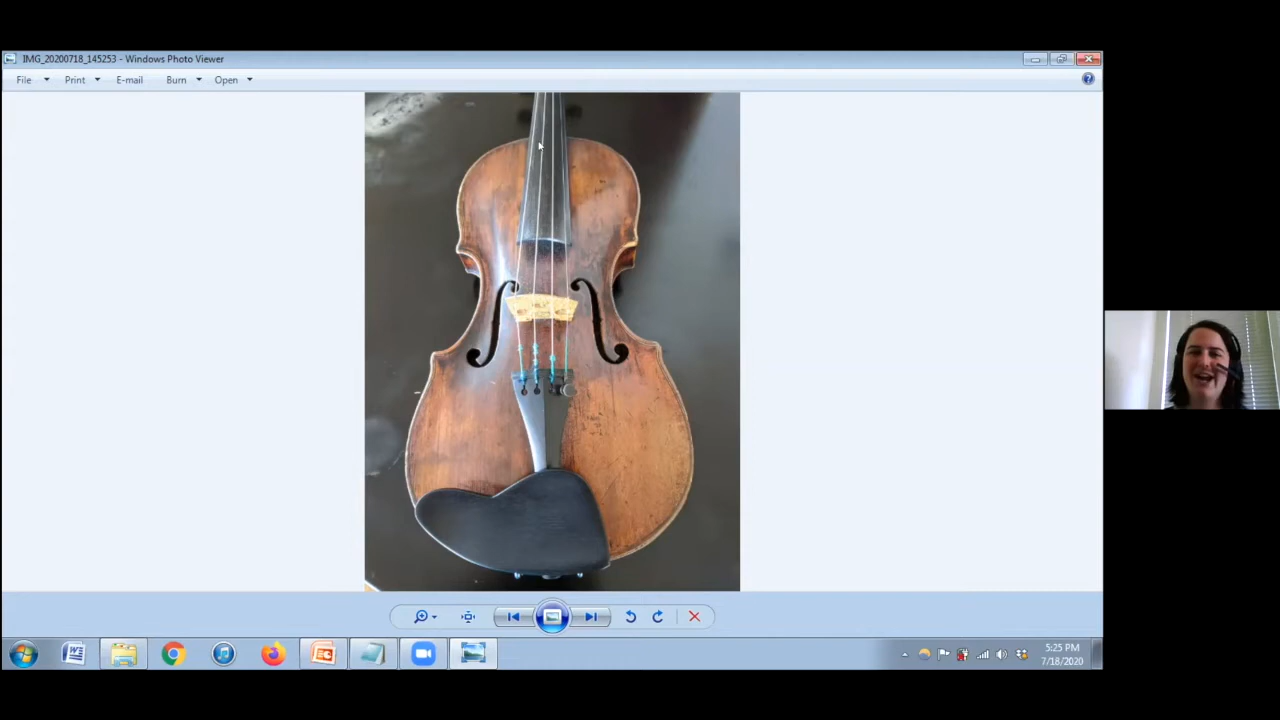 IMG_20200718_145253 - Windows Photo Viewer
File Print E-mail Burn Open
5:25 PM
7/18/2020